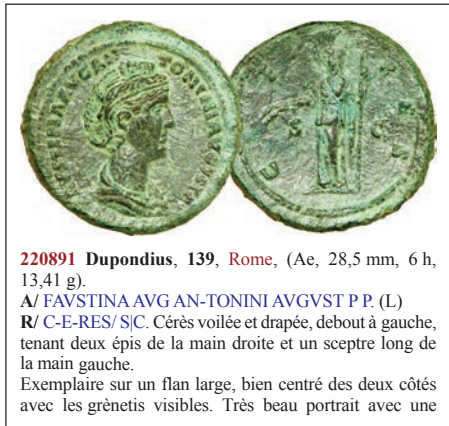 220891 Dupondius, 139, Rome, (Ae, 28,5 mm, 6 h,
13,41 g).
A/ FAVSTINA AVG AN-TONINI AVGVST P P. (L)
R/ C-E-RES/ S|C. Cérès voilée et drapée, debout à gauche,
tenant deux épis de la main droite et un sceptre long de
la main gauche.
Exemplaire sur un flan large, bien centré des deux côtés
avec les grènetis visibles. Très beau portrait avec une